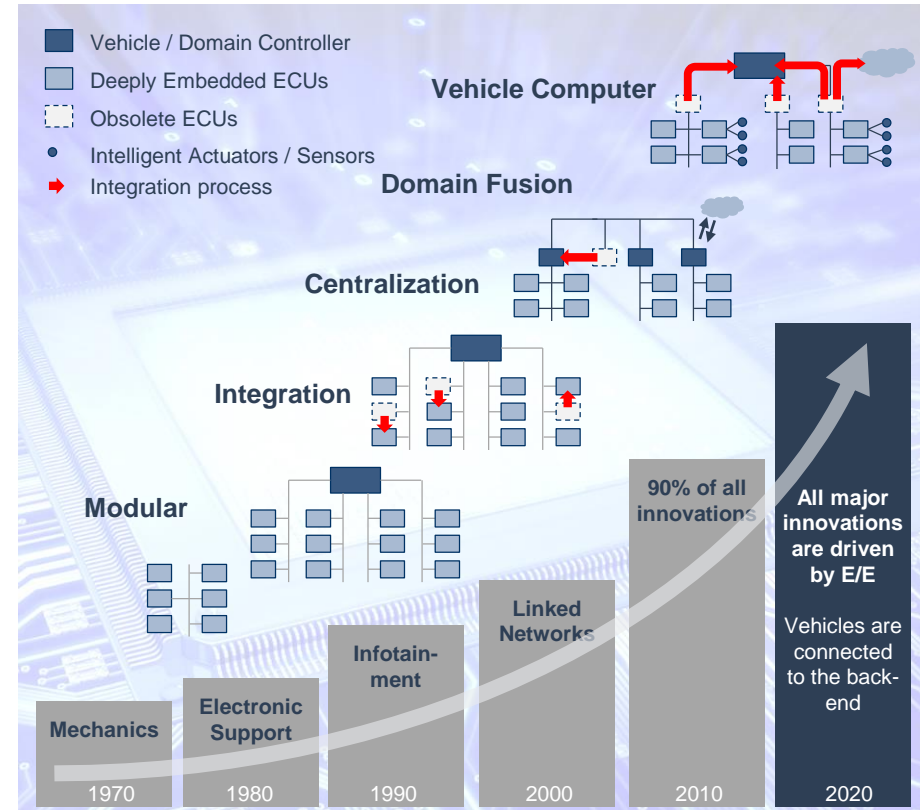 Vehicle / Domain Controller
Deeply Embedded ECUs
Obsolete ECUs
Intelligent Actuators / Sensors
Integration process
Vehicle Computer
Domain Fusion
Centralization
Integration
Modular
Mechanics
1970
Electronic
Support
1980
Infotain-
ment
1990
Linked
Networks
2000
90% of all
innovations
2010
All major
innovations
are driven
by E/E
Vehicles are
connected
to the back-
end
2020